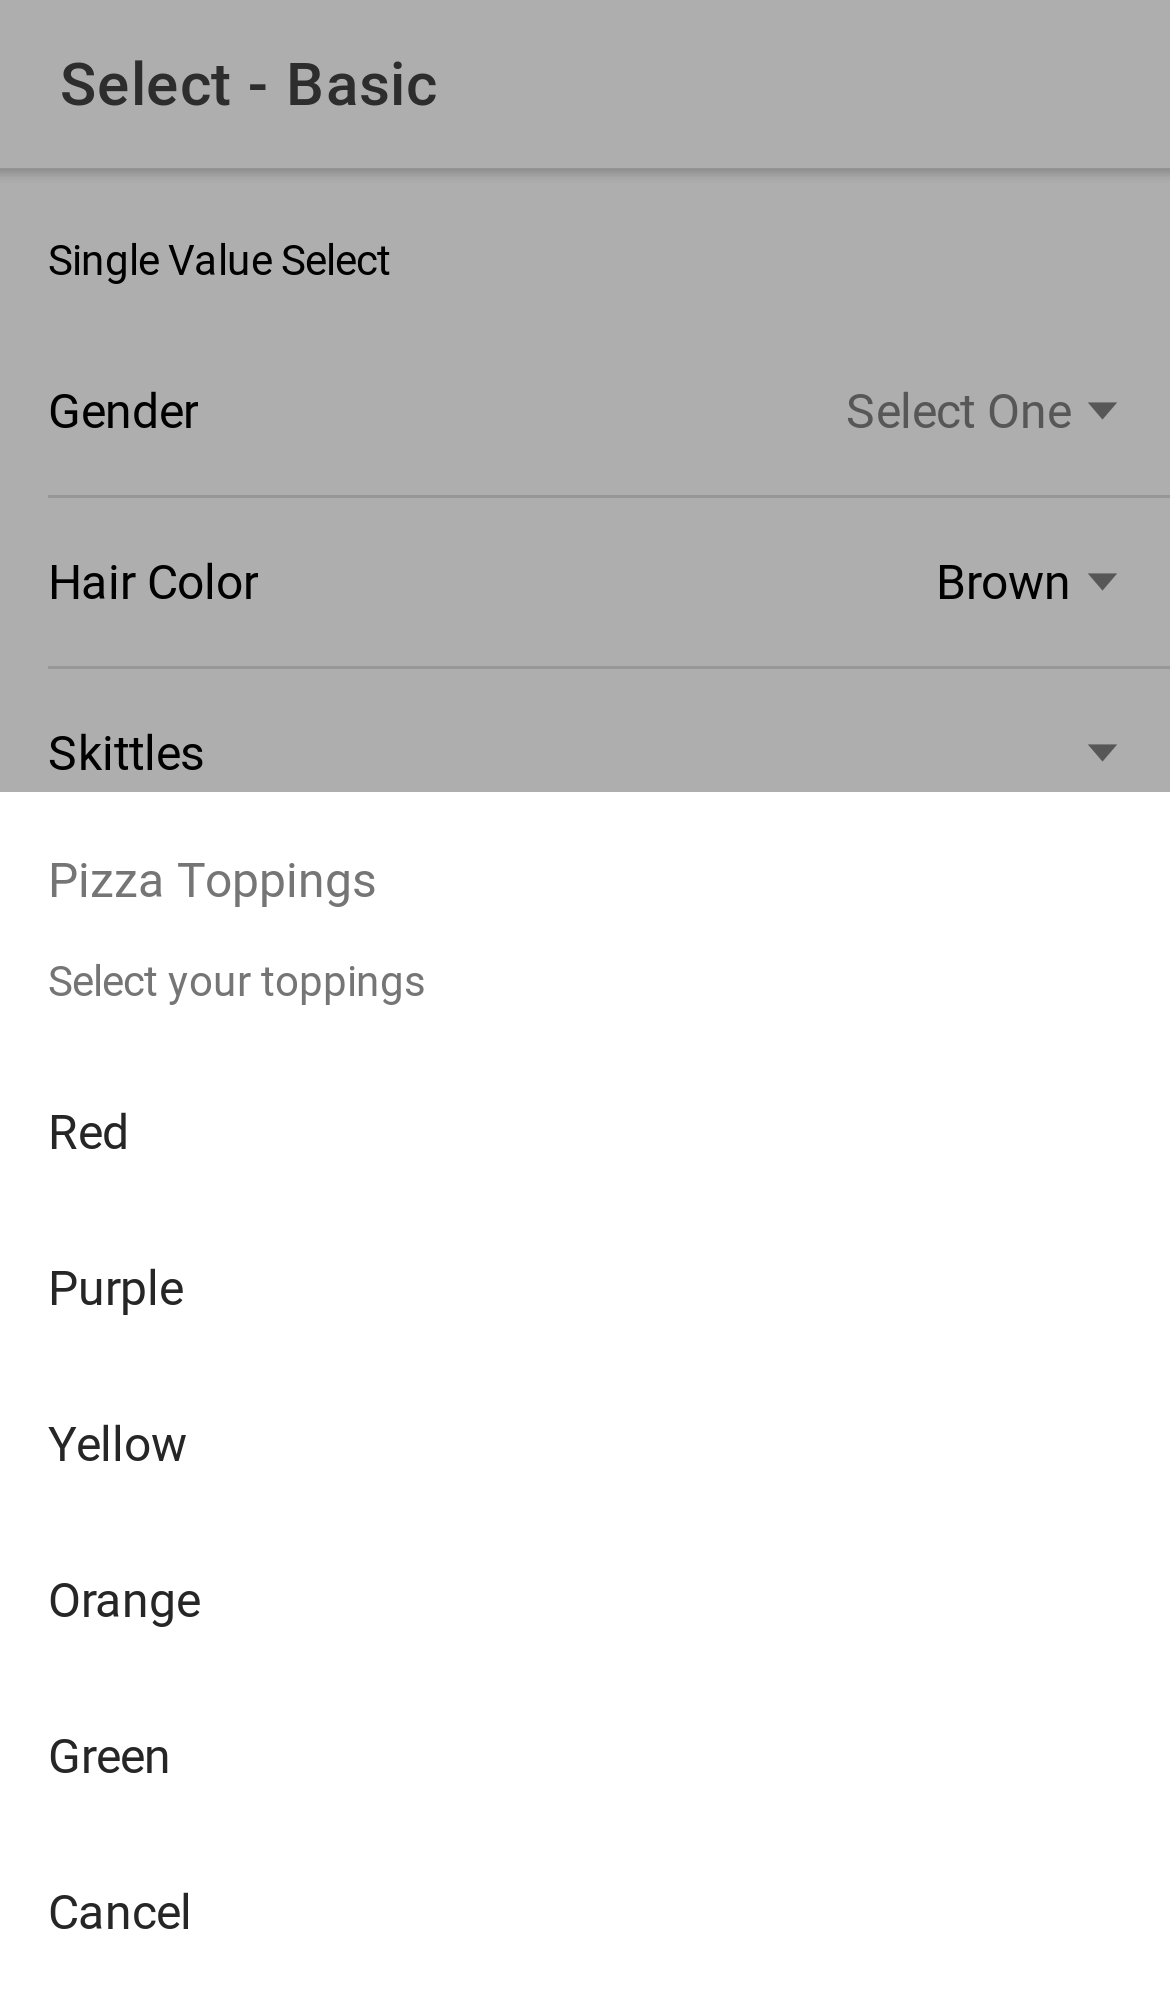 Select - Basic
Single Value Select
Gender Select One
Hair Color Brown
Skittles
Pizza Toppings
Select your toppings
Red
Purple
Yellow
Orange
Green
Cancel